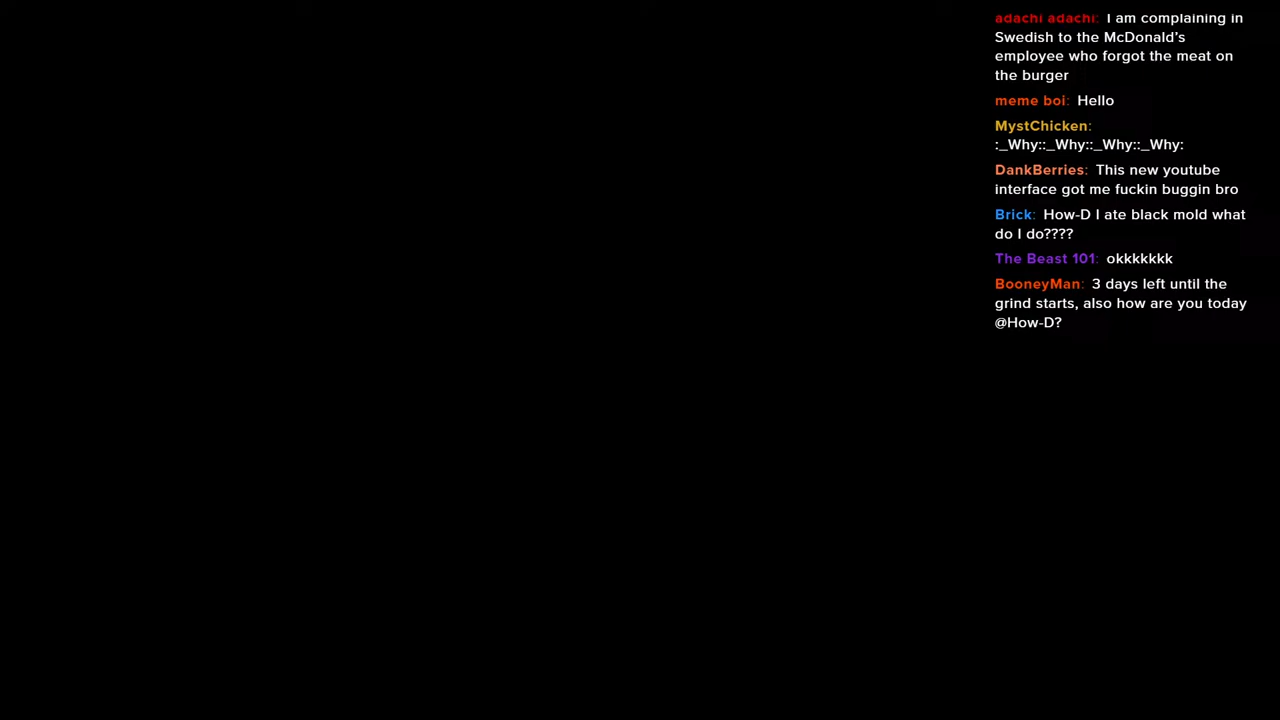 adachi adachi: I am complaining in
Swedish to the McDonald's
employee who forgot the meat on
the burger
meme boi: Hello
MystChicken:
:_Why::_Why::_Why::_Why:
DankBerries: This new youtube
interface got me fuckin buggin bro
Brick: How-D I ate black mold what
do I do????
The Beast 101: okkkkkkk
BooneyMan: 3 days left until the
grind starts, also how are you today
@How-D?